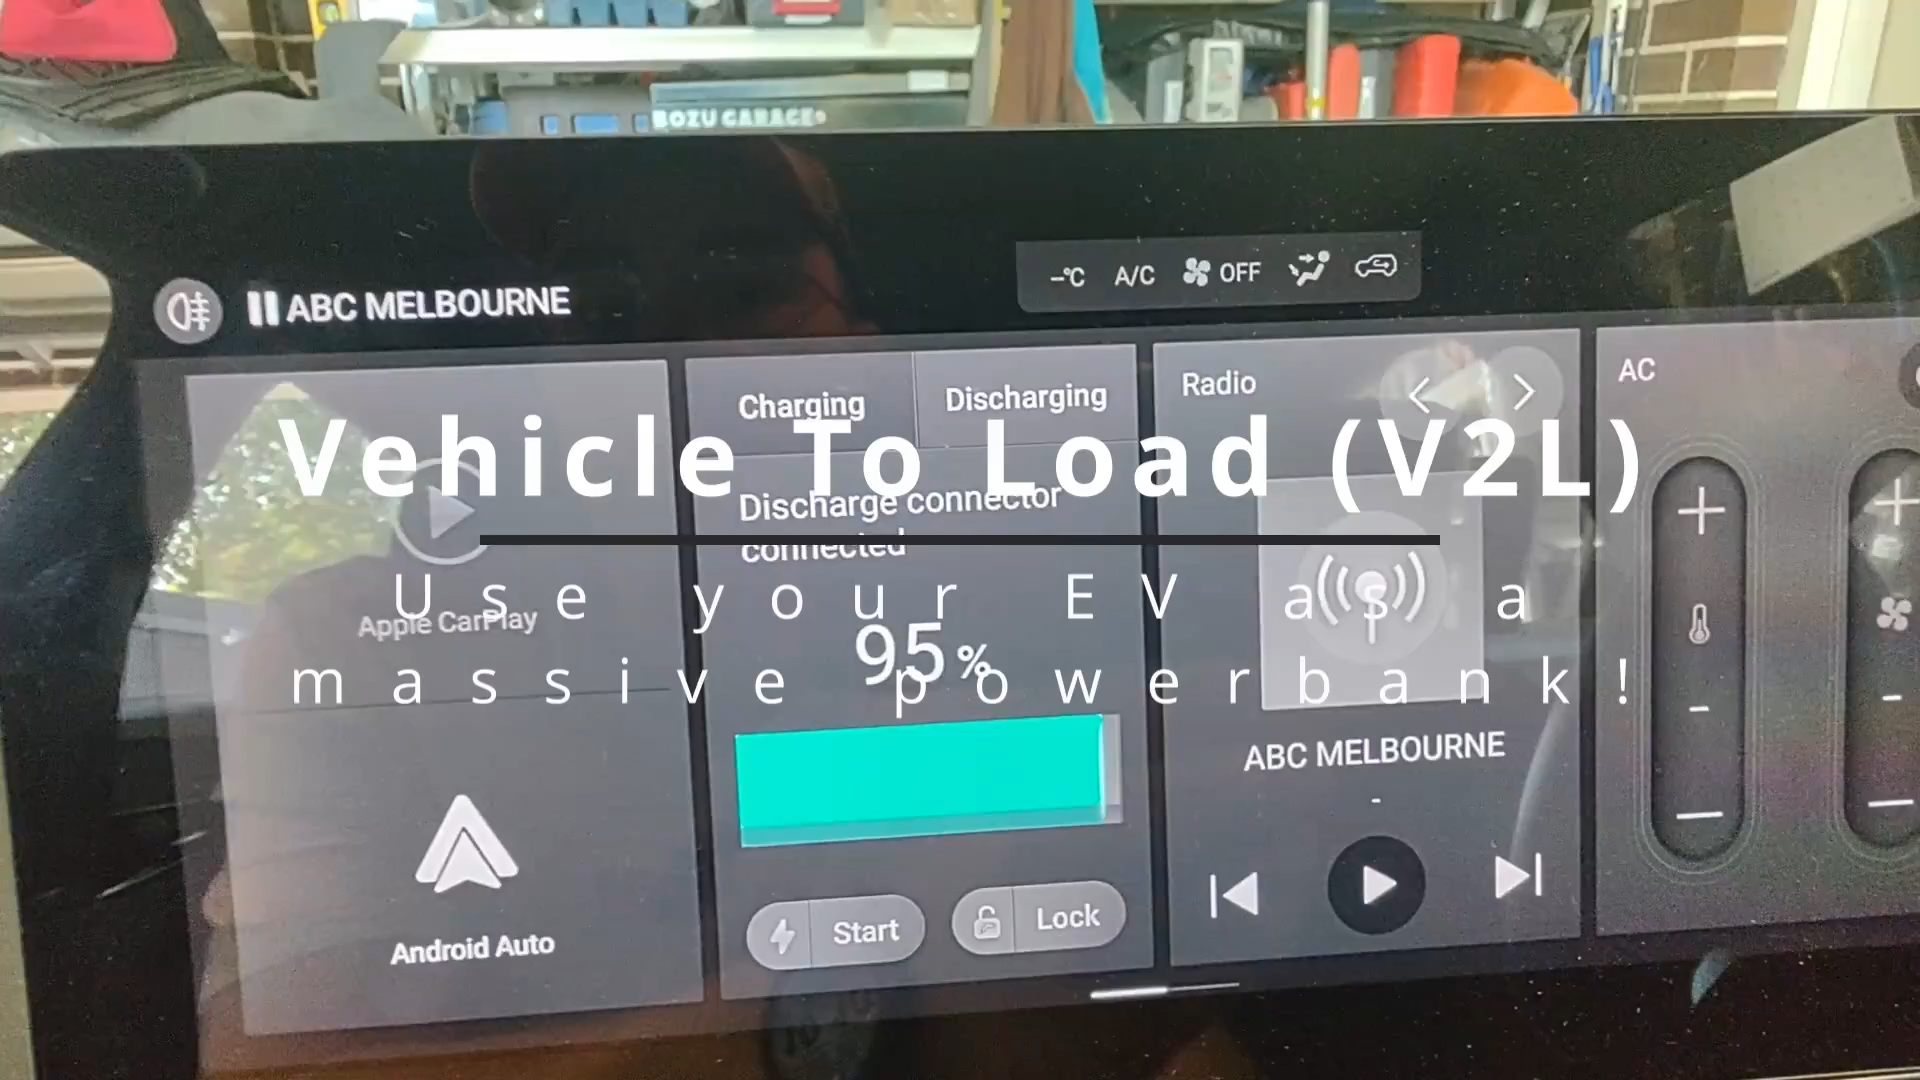 BOZU GARAGE
-°C A/C OFF
ABC MELBOURNE
Charging Discharging
Radio
AC
Vehicle To Load (V2L)
Discharge connector
connected
Use your EV as a
Apple CarPlay
95%
massive powerbank!
ABC MELBOURNE
-
Start Lock
Android Auto